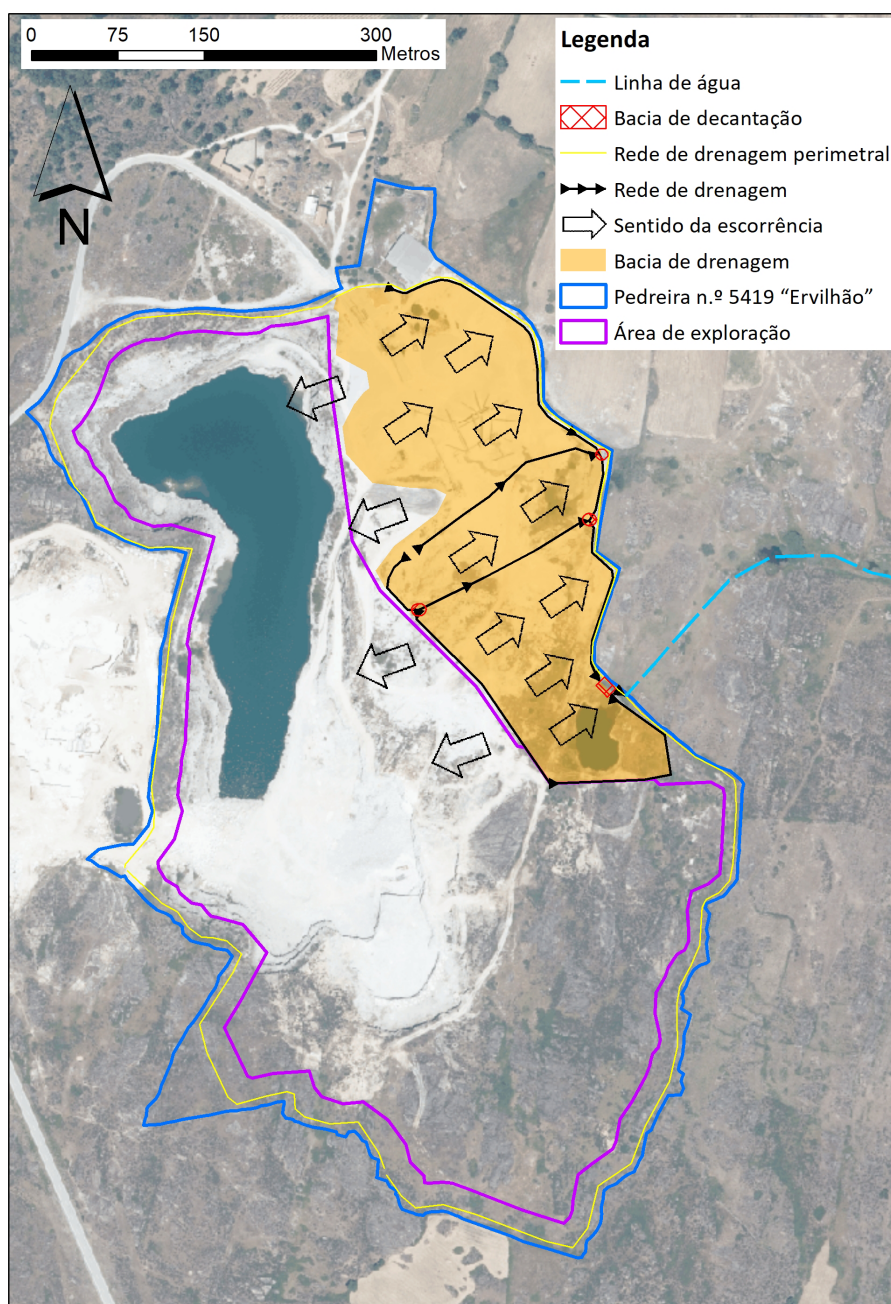 0 75 150 300
Metros
N
Legenda
Linha de água
Bacia de decantação
Rede de drenagem perimetral
Rede de drenagem
Sentido da escorrência
Bacia de drenagem
Pedreira n.º 5419 “Ervilhão”
Área de exploração